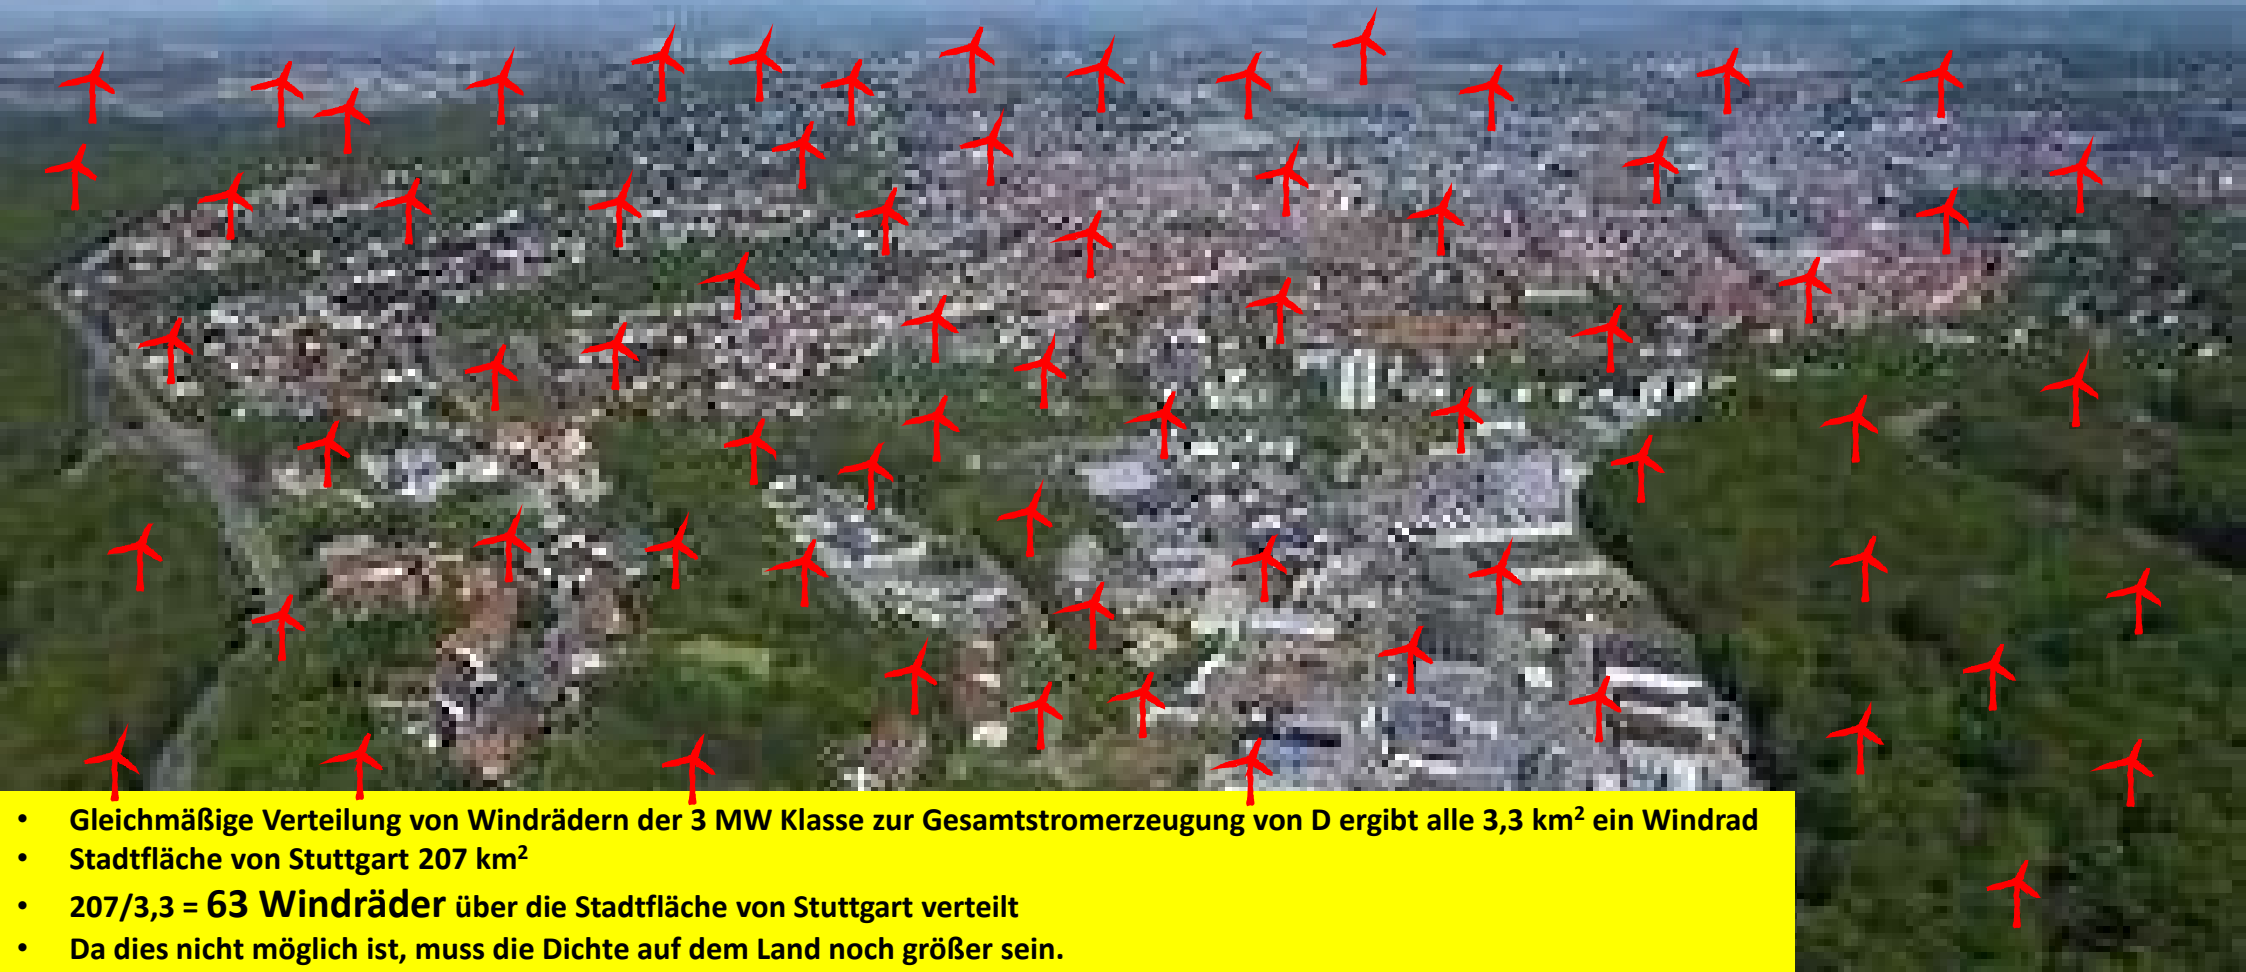 • Gleichmäßige Verteilung von Windrädern der 3 MW Klasse zur Gesamtstromerzeugung von D ergibt alle 3,3 km² ein Windrad
• Stadtfläche von Stuttgart 207 km²
• 207/3,3 = 63 Windräder über die Stadtfläche von Stuttgart verteilt
• Da dies nicht möglich ist, muss die Dichte auf dem Land noch größer sein.